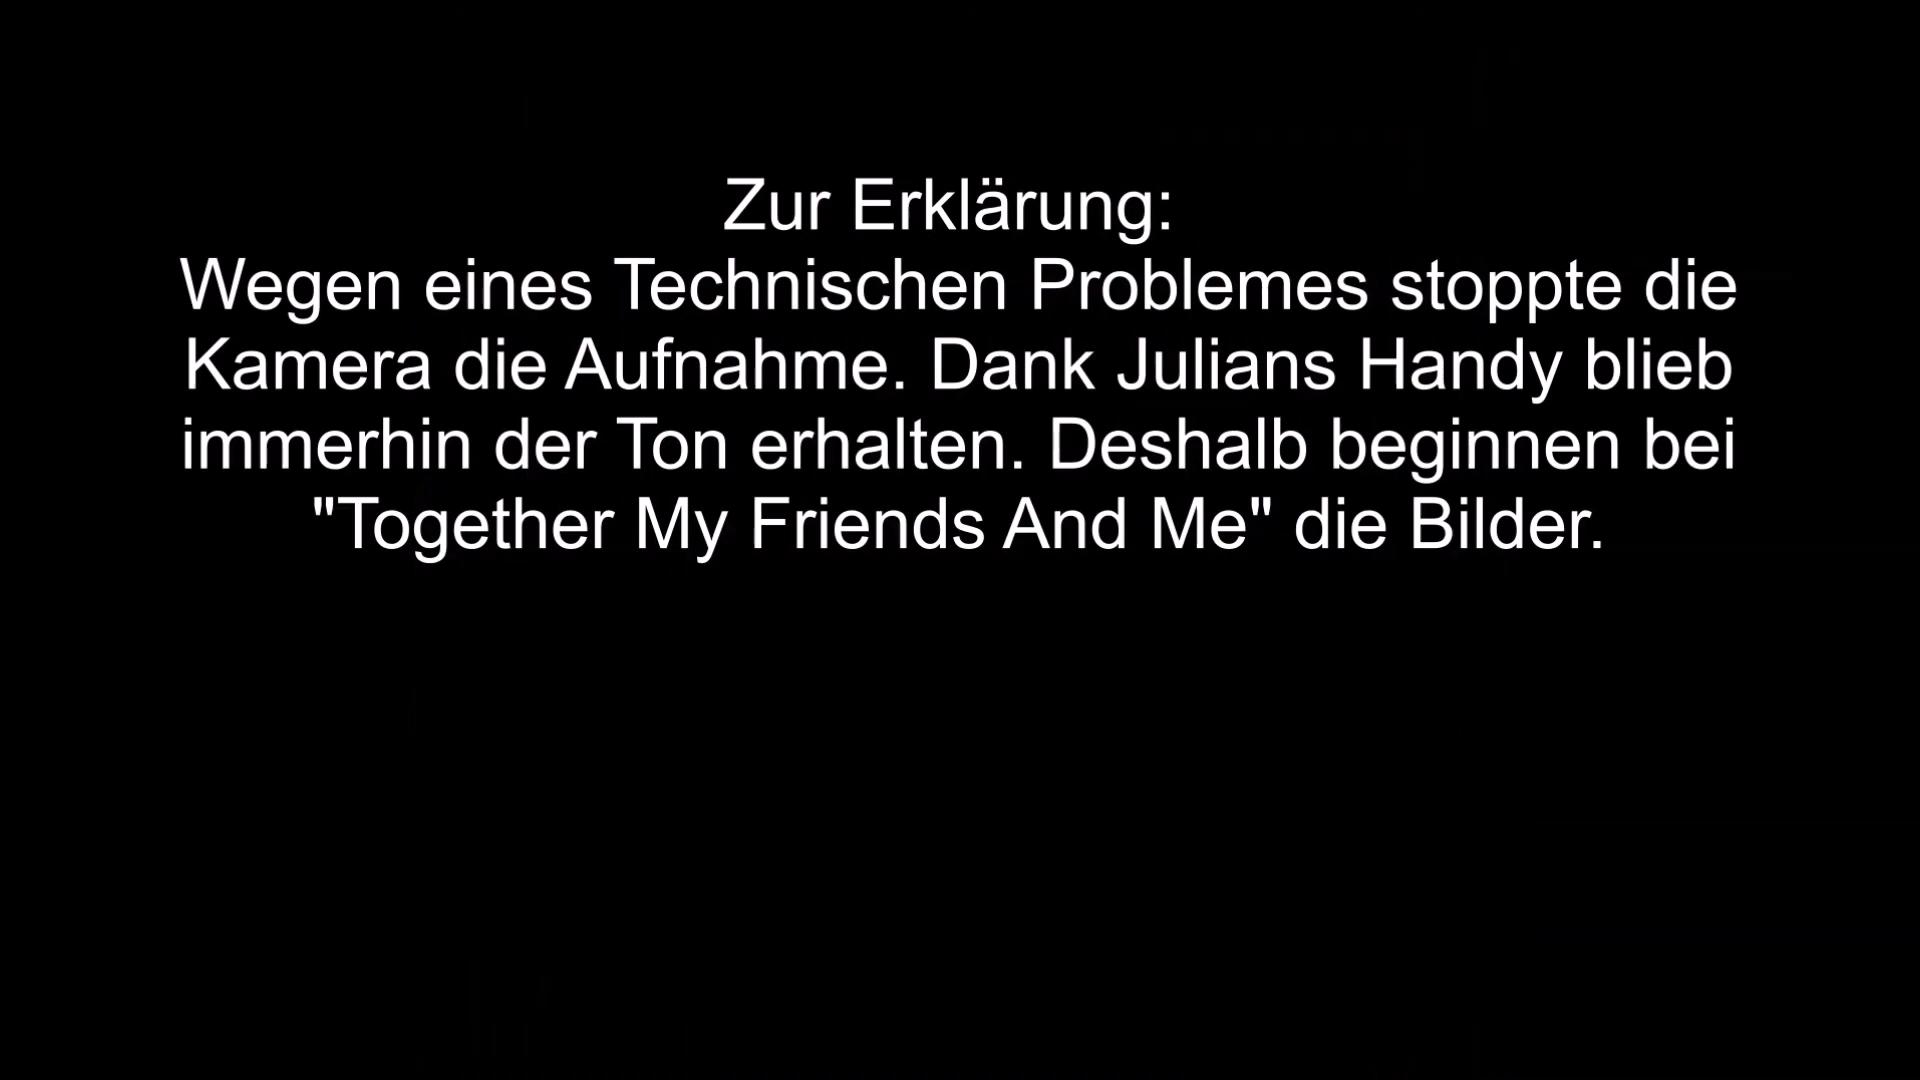 Zur Erklärung:
Wegen eines Technischen Problemes stoppte die
Kamera die Aufnahme. Dank Julians Handy blieb
immerhin der Ton erhalten. Deshalb beginnen bei
"Together My Friends And Me" die Bilder.